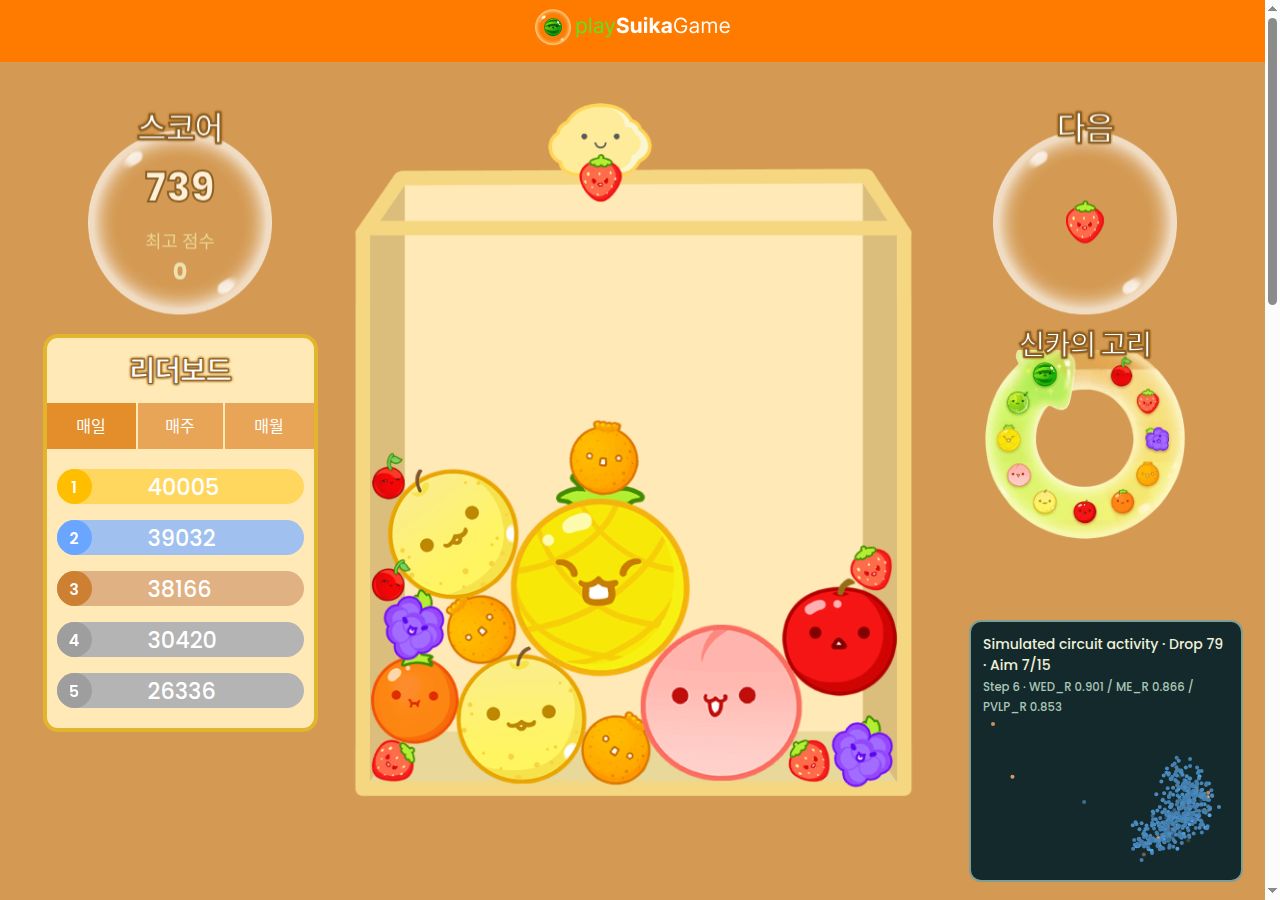 playSuikaGame
스코어
739
최고 점수
0
다음
신카의 고리
리더보드
매일 매주 매월
1 40005
2 39032
3 38166
4 30420
5 26336
Simulated circuit activity · Drop 79
· Aim 7/15
Step 6 · WED_R 0.901 / ME_R 0.866 /
PVLP_R 0.853